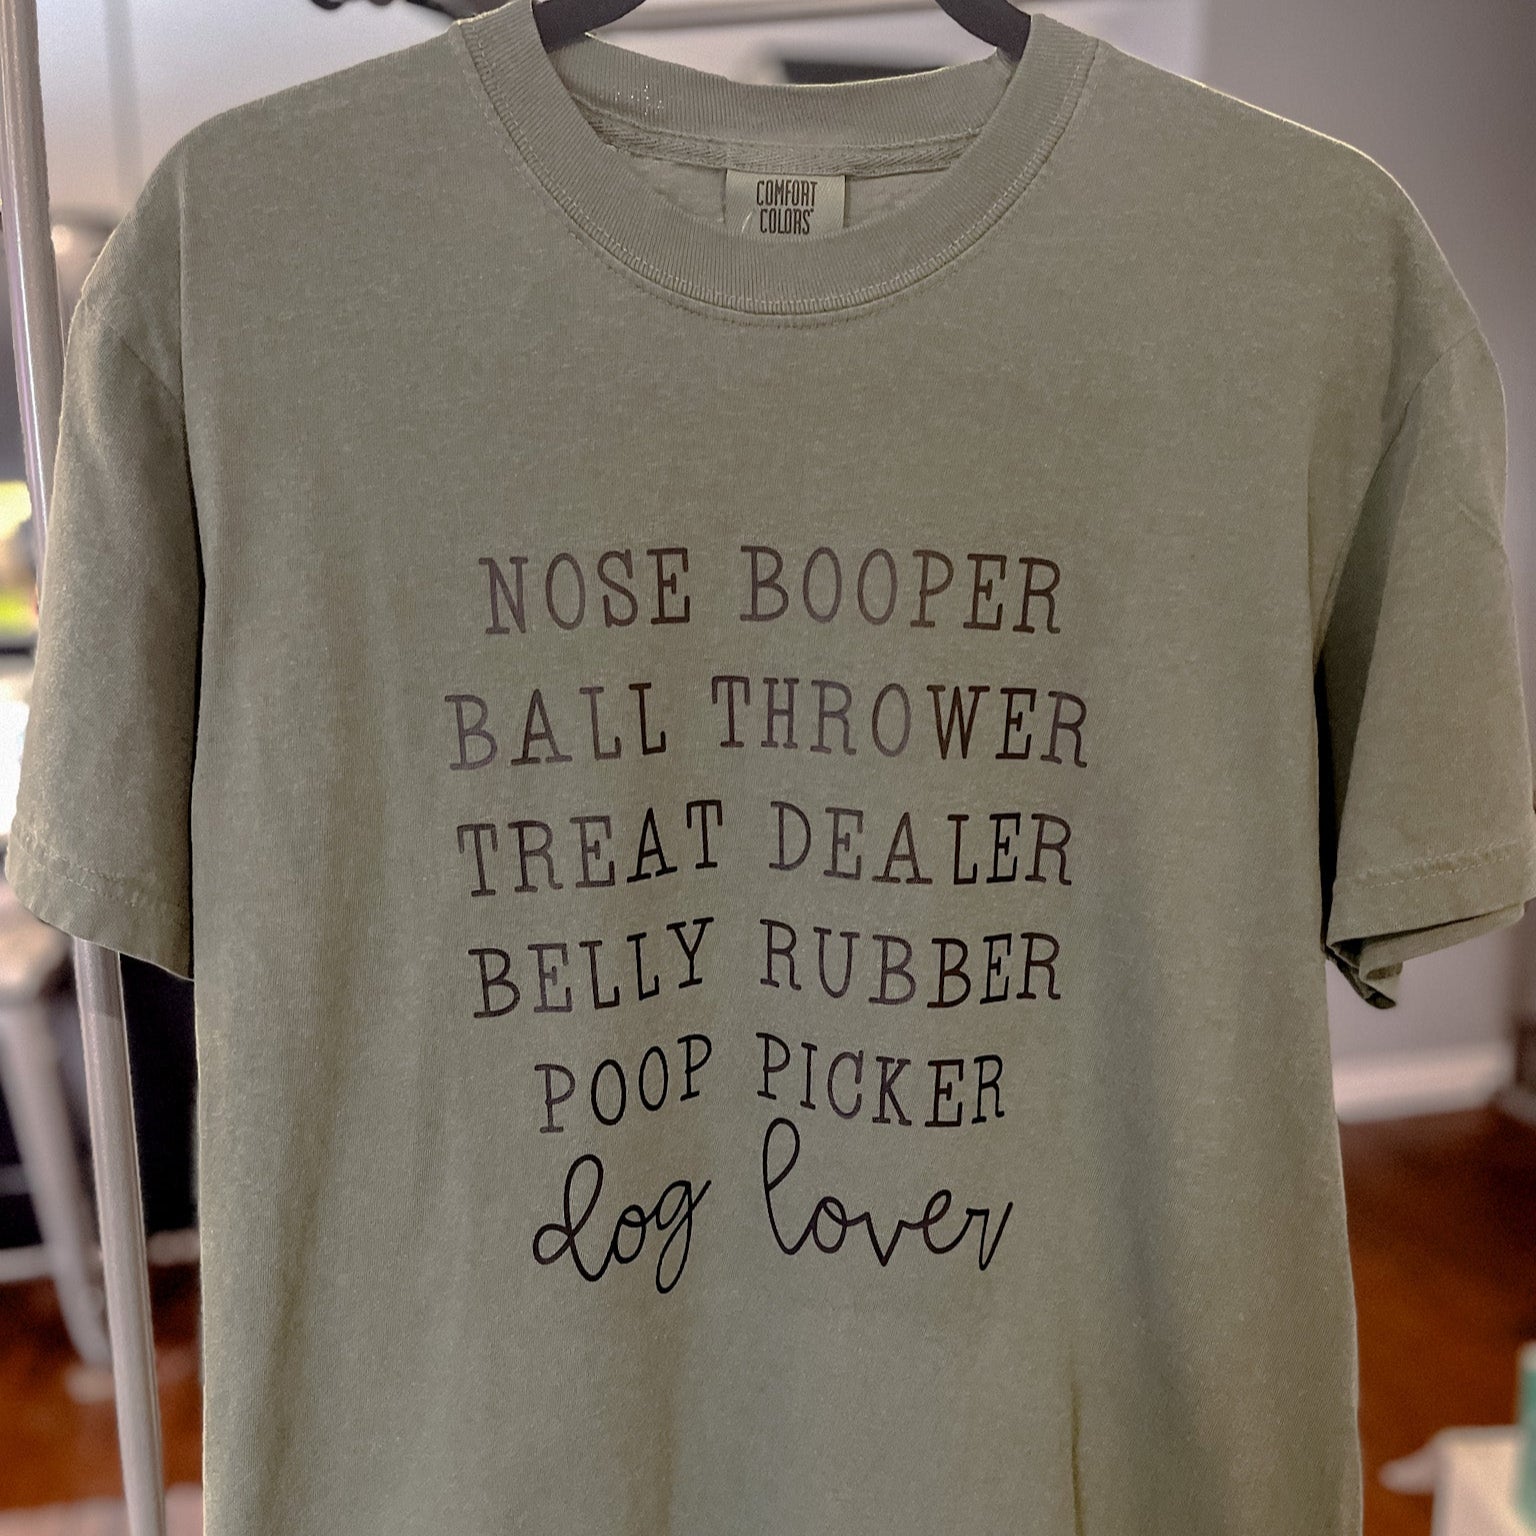 COMFORT
COLORS
NOSE BOOPER
BALL THROWER
TREAT DEALER
BELLY RUBBER
POOP PICKER
dog lover